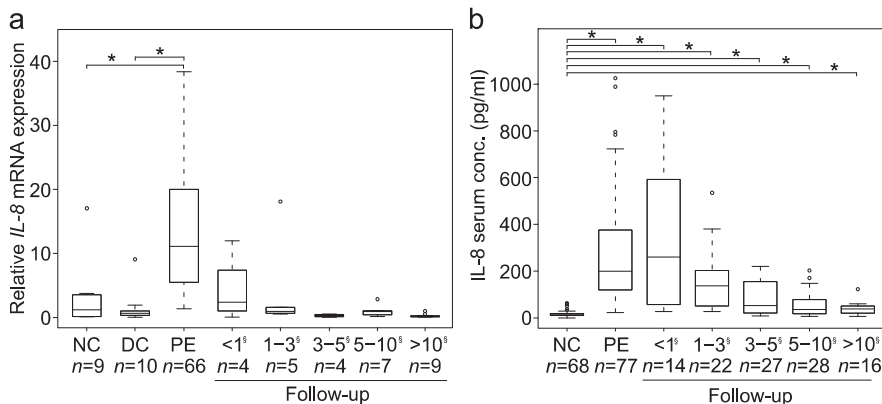 a
Relative IL-8 mRNA expression
40
30
20
10
0
* *
NC DC PE <1§ 1–3§ 3–5§ 5–10§ >10§
n=9 n=10 n=66 n=4 n=5 n=4 n=7 n=9
Follow-up
b
IL-8 serum conc. (pg/ml)
1000
800
600
400
200
0
*
*
*
*
*
*
NC PE <1§ 1–3§ 3–5§ 5–10§ >10§
n=68 n=77 n=14 n=22 n=27 n=28 n=16
Follow-up